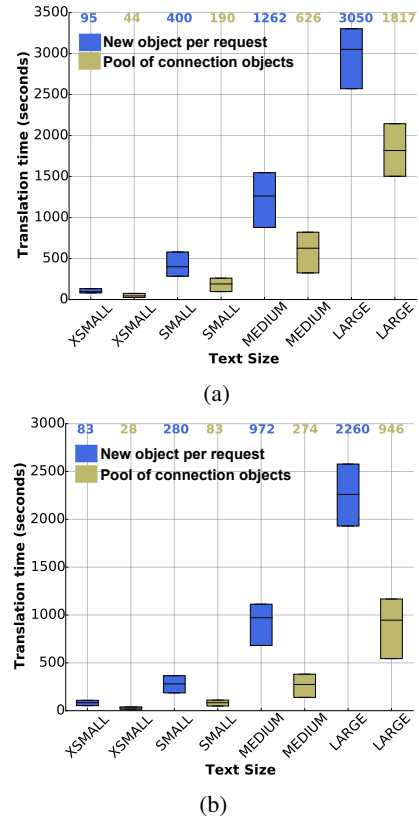 95 44 400 190 1262 626 3050 1817
3500
3000
2500
2000
1500
1000
500
0
Translation time (seconds)
New object per request
Pool of connection objects
XSMALL XSMALL SMALL SMALL MEDIUM MEDIUM LARGE LARGE
Text Size
(a)
83 28 280 83 972 274 2260 946
3000
2500
2000
1500
1000
500
0
Translation time (seconds)
New object per request
Pool of connection objects
XSMALL XSMALL SMALL SMALL MEDIUM MEDIUM LARGE LARGE
Text Size
(b)